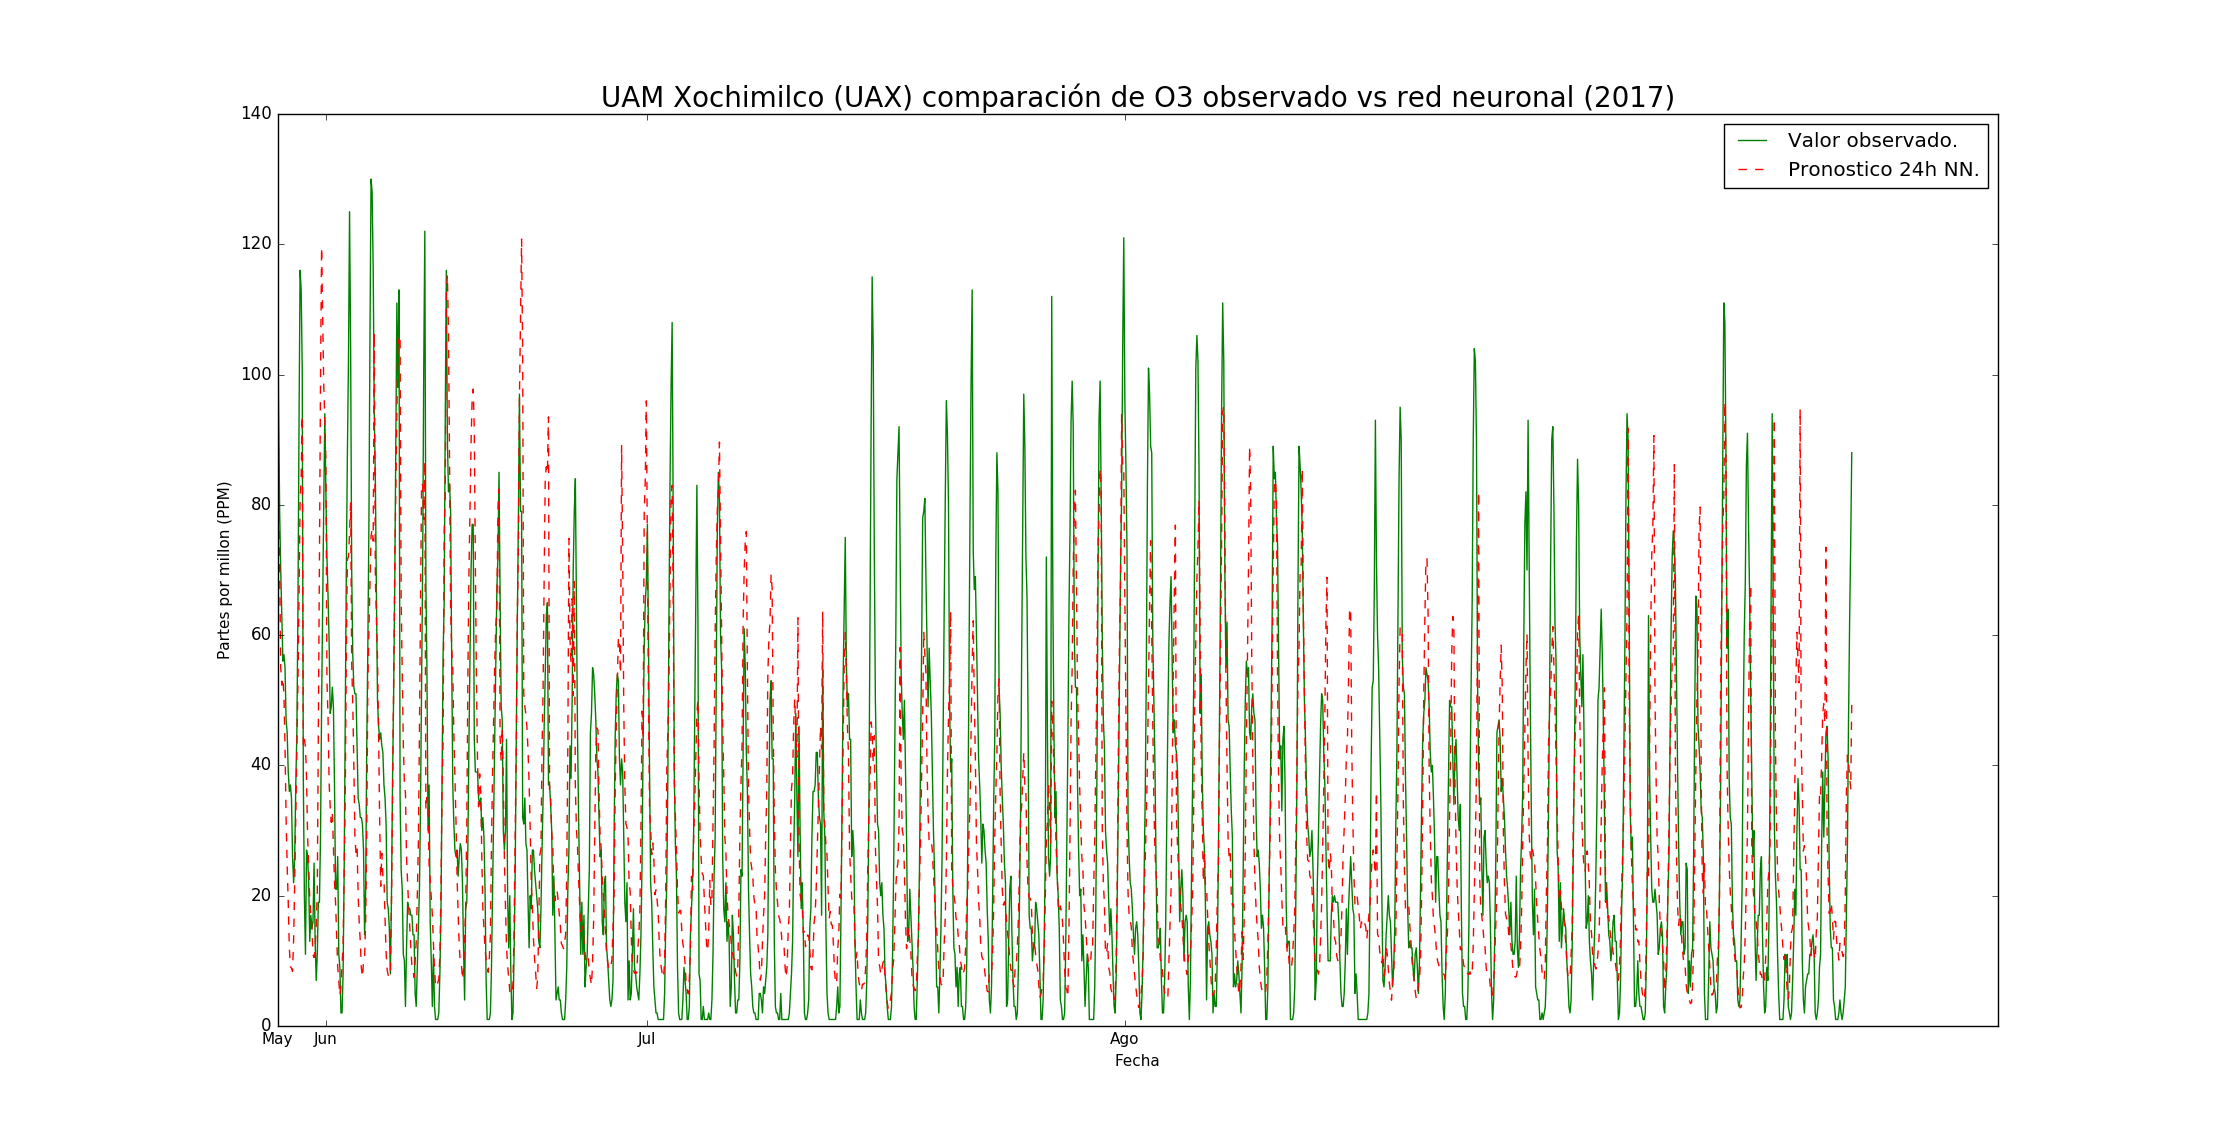 UAM Xochimilco (UAX) comparación de O3 observado vs red neuronal (2017)
Valor observado.
Pronostico 24h NN.
Partes por millon (PPM)
140
120
100
80
60
40
20
0
May Jun Jul Ago
Fecha